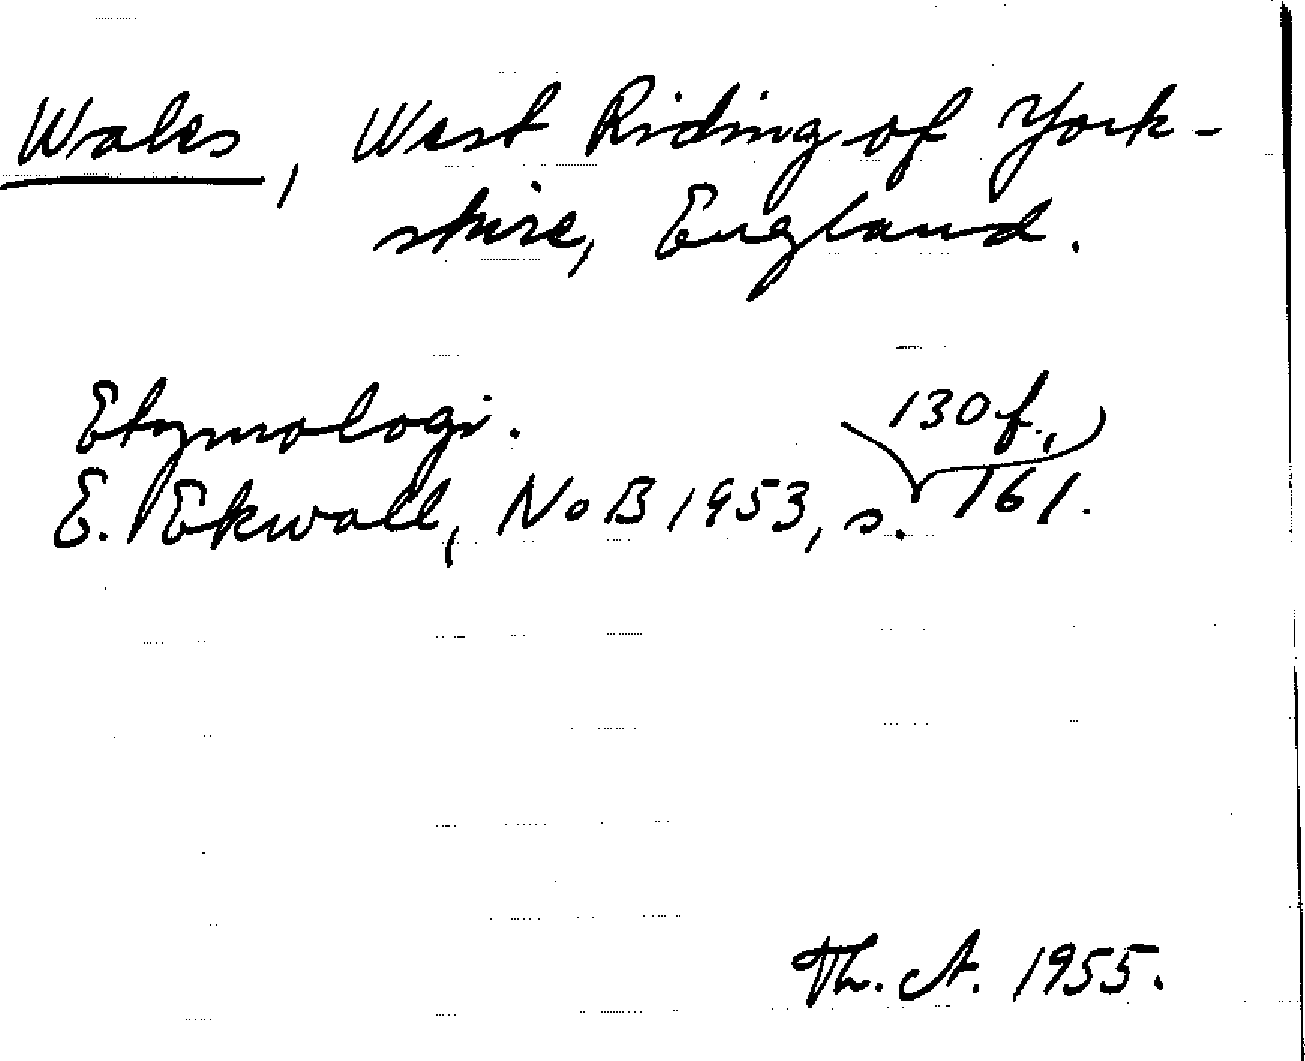 Wales, West Riding of York-
shire, England.
Etymologi.
130 f.,
E. Ekwall, NoB 1953, s. 161.
Th. A. 1955.